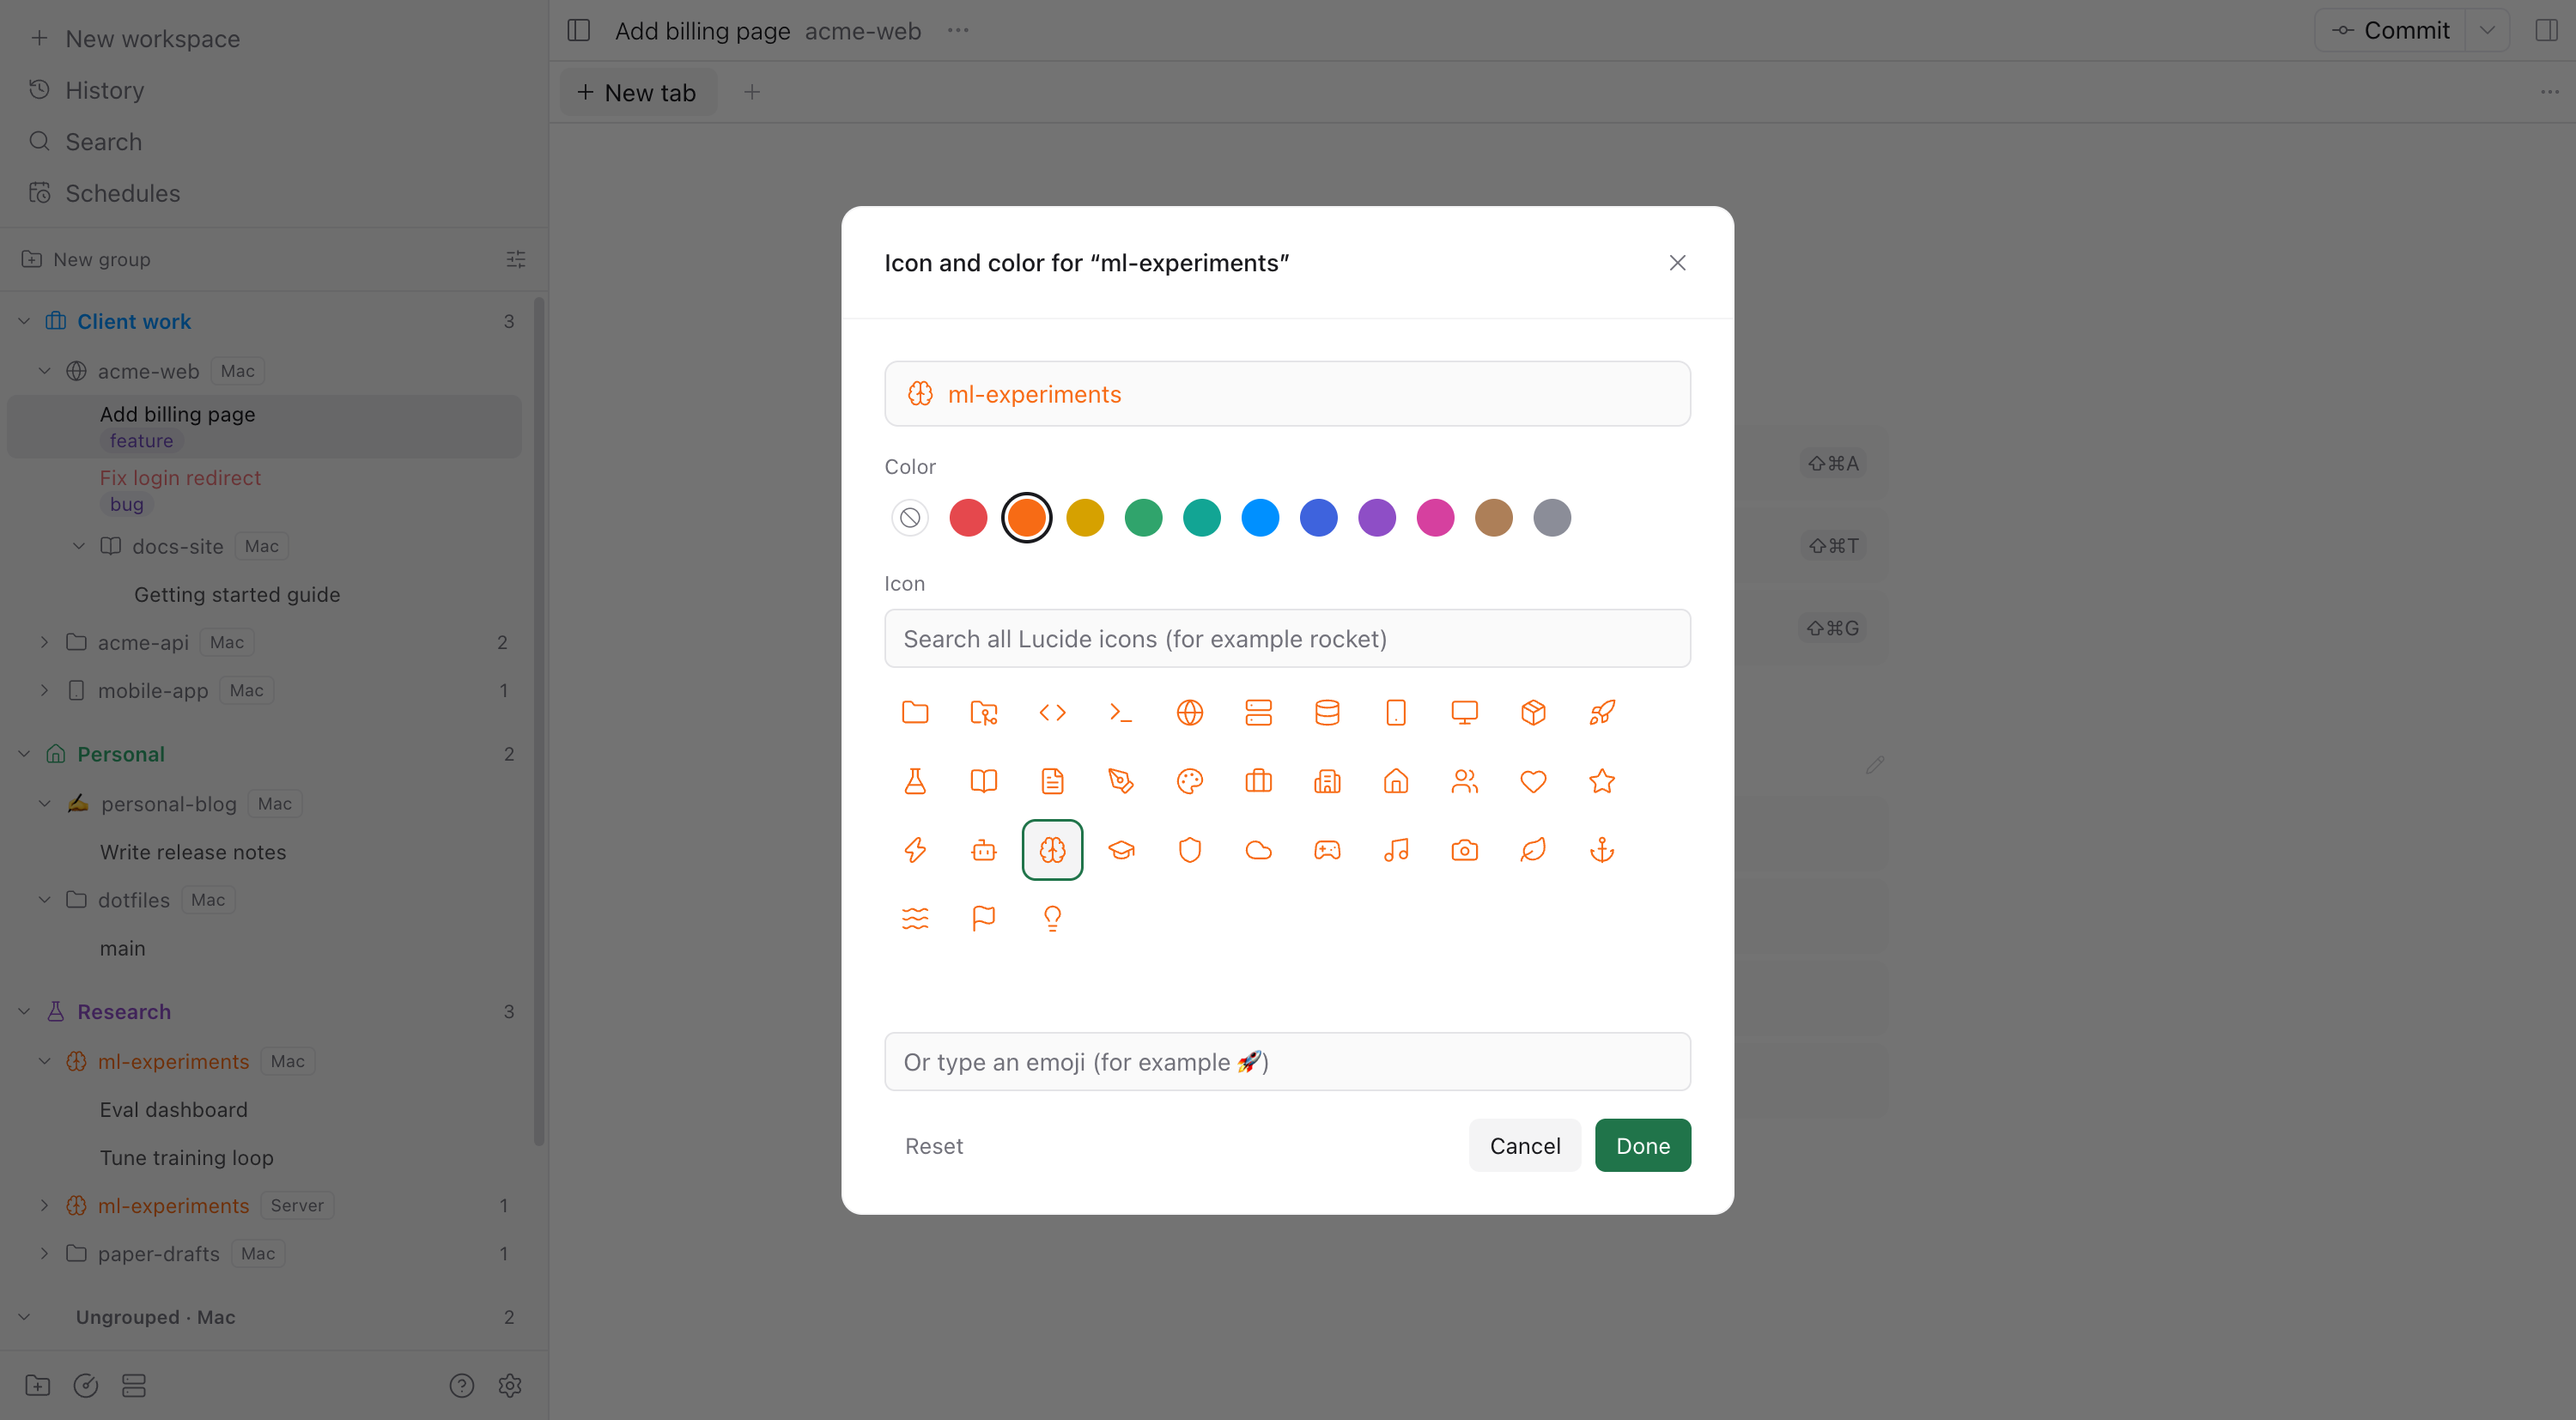 New workspace
History
Search
Schedules
New group
Client work 3
acme-web Mac
Add billing page
feature
Fix login redirect
bug
docs-site Mac
Getting started guide
acme-api Mac 2
mobile-app Mac 1
Personal 2
personal-blog Mac
Write release notes
dotfiles Mac
main
Research 3
ml-experiments Mac
Eval dashboard
Tune training loop
ml-experiments Server 1
paper-drafts Mac 1
Ungrouped · Mac 2
Add billing page acme-web
Commit
New tab
⇧⌘A
⇧⌘T
⇧⌘G
Icon and color for “ml-experiments”
ml-experiments
Color
Icon
Search all Lucide icons (for example rocket)
Or type an emoji (for example 🚀)
Reset
Cancel
Done